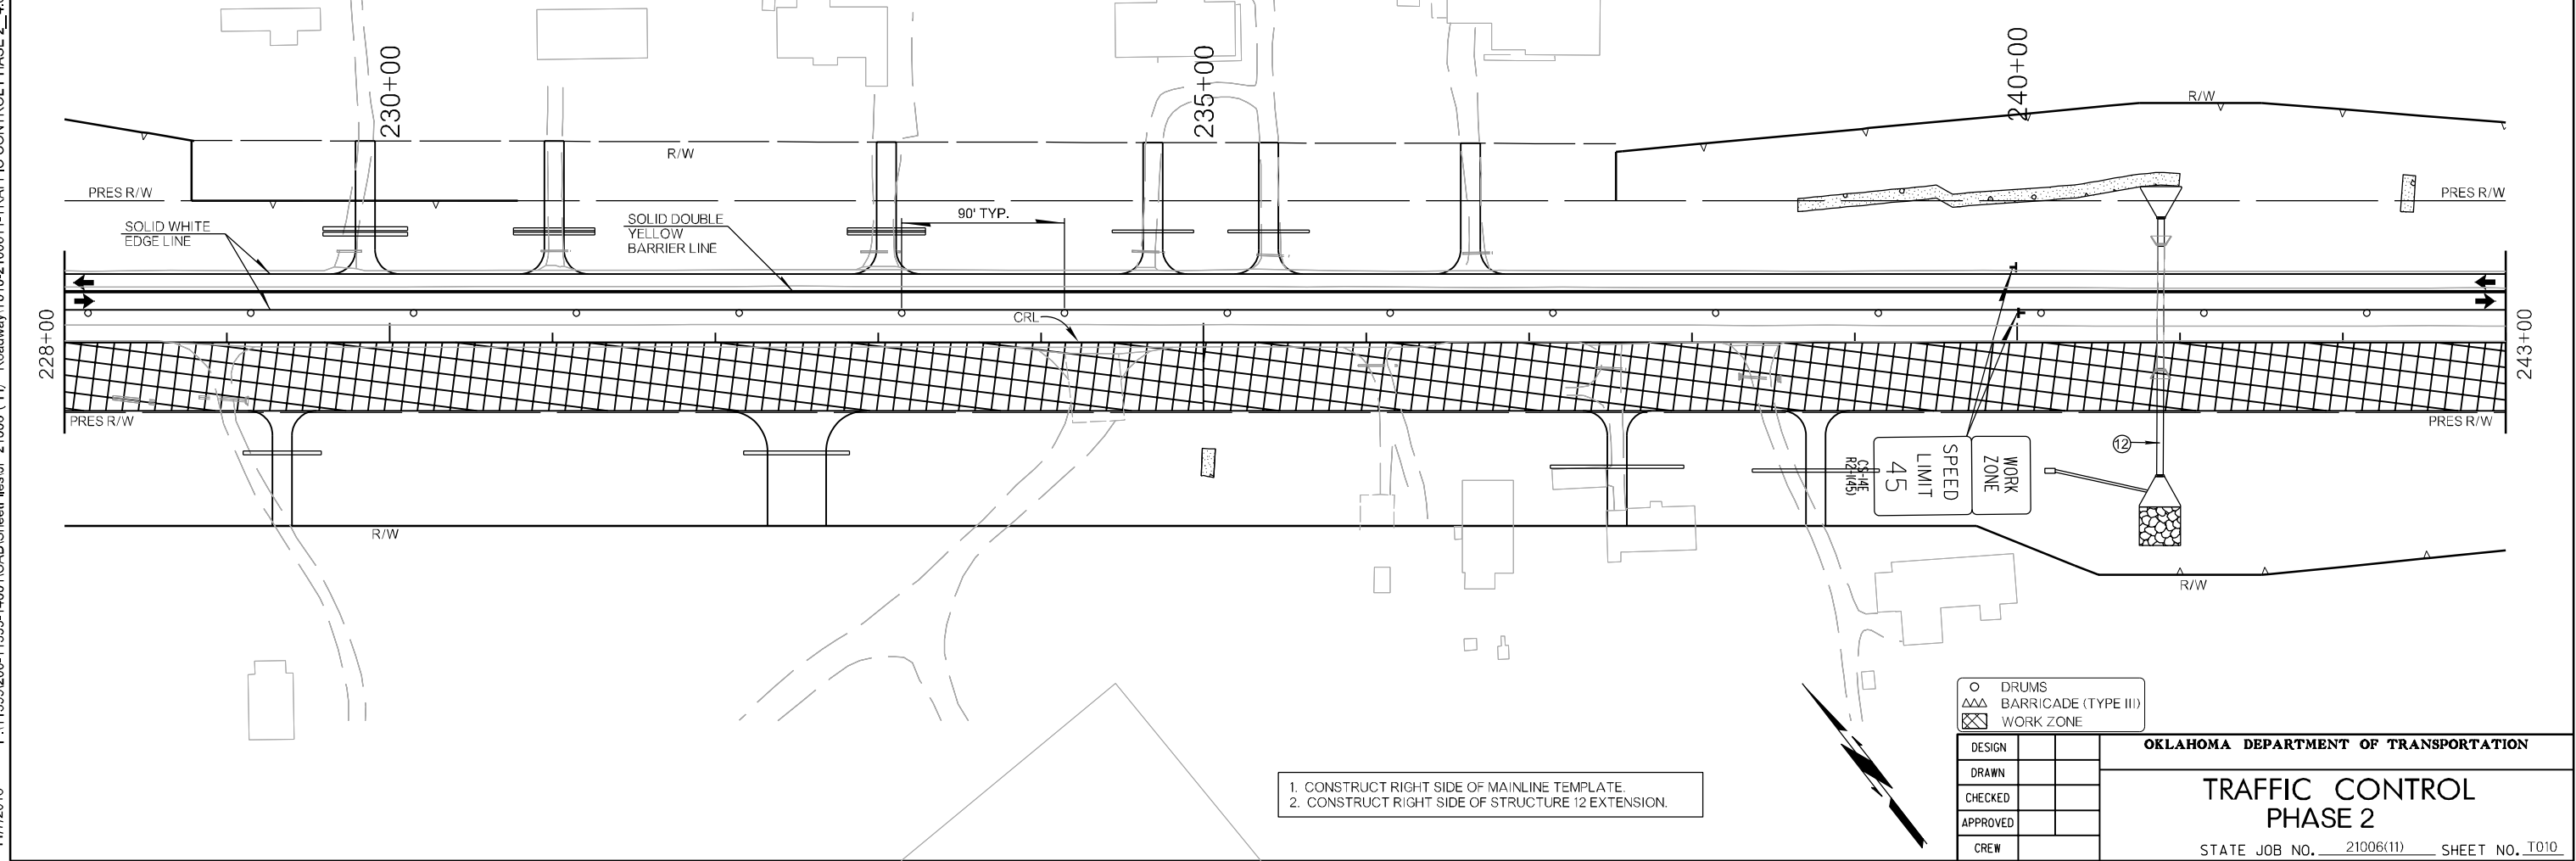 230+00
235+00
240+00
R/W
R/W
PRES R/W
PRES R/W
SOLID WHITE
EDGE LINE
SOLID DOUBLE
YELLOW
BARRIER LINE
90' TYP.
228+00
CRL
243+00
PRES R/W
PRES R/W
12
WORK
ZONE
SPEED
LIMIT
45
R/W
R/W
DRUMS
BARRICADE (TYPE III)
WORK ZONE
1. CONSTRUCT RIGHT SIDE OF MAINLINE TEMPLATE.
2. CONSTRUCT RIGHT SIDE OF STRUCTURE 12 EXTENSION.
DESIGN
DRAWN
CHECKED
APPROVED
CREW
OKLAHOMA DEPARTMENT OF TRANSPORTATION
TRAFFIC CONTROL
PHASE 2
STATE JOB NO. 21006(11) SHEET NO. T010